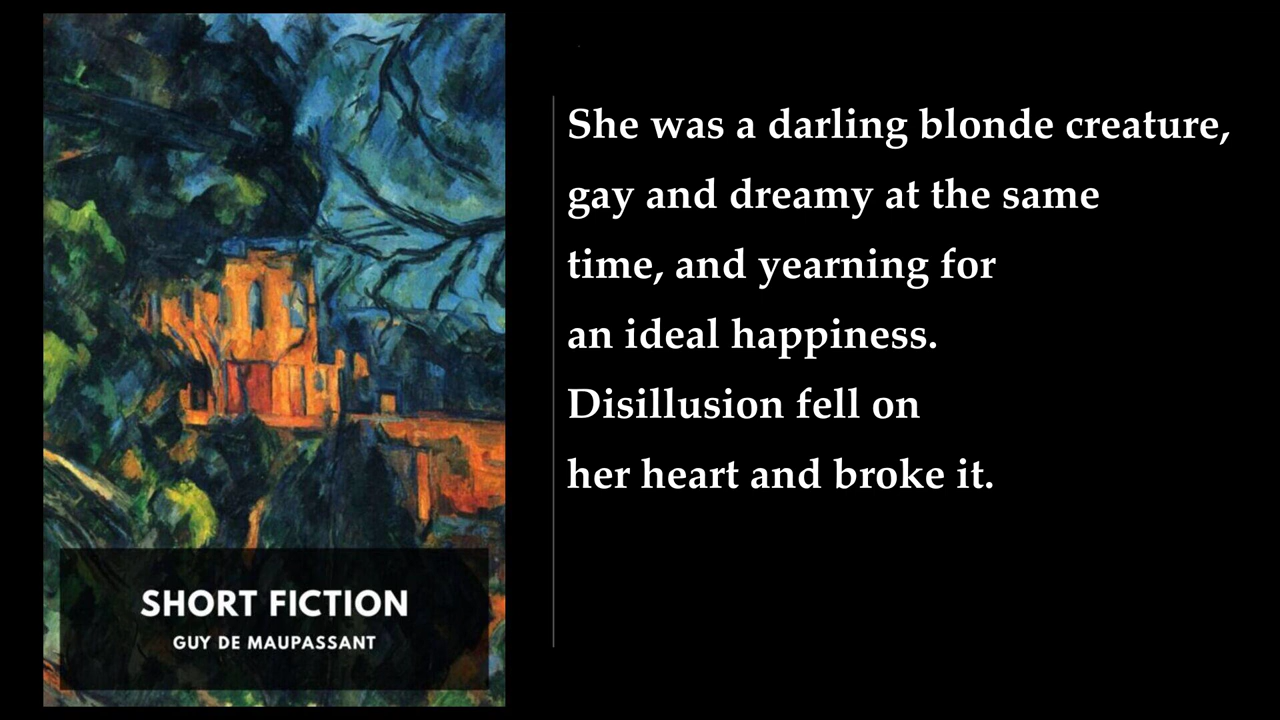 She was a darling blonde creature,
gay and dreamy at the same
time, and yearning for
an ideal happiness.
Disillusion fell on
her heart and broke it.
SHORT FICTION
GUY DE MAUPASSANT